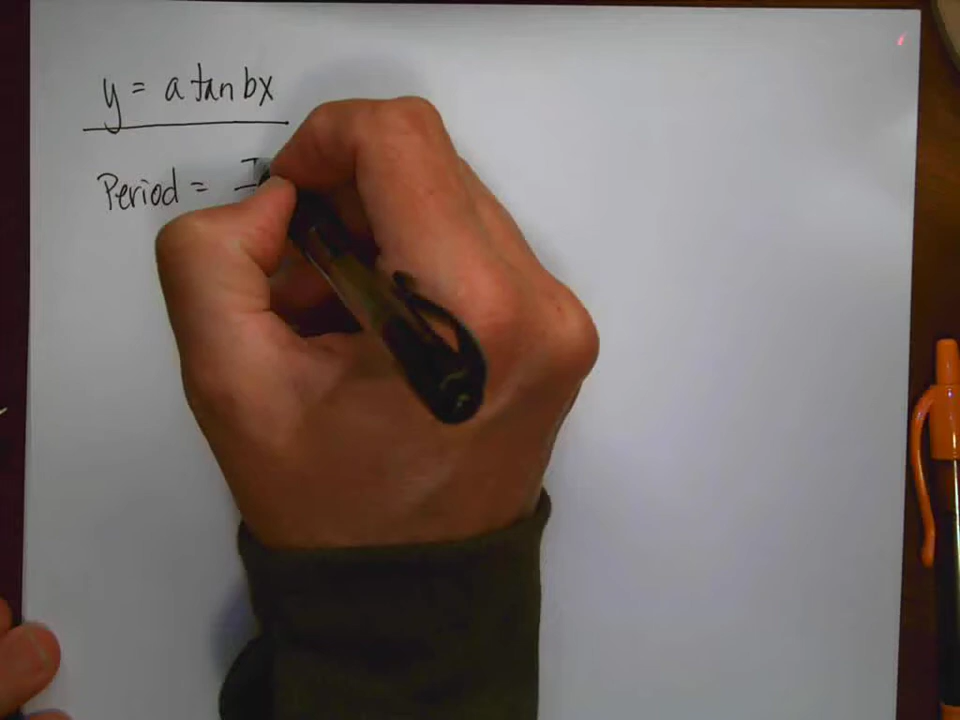 y = a tan bx
Period =